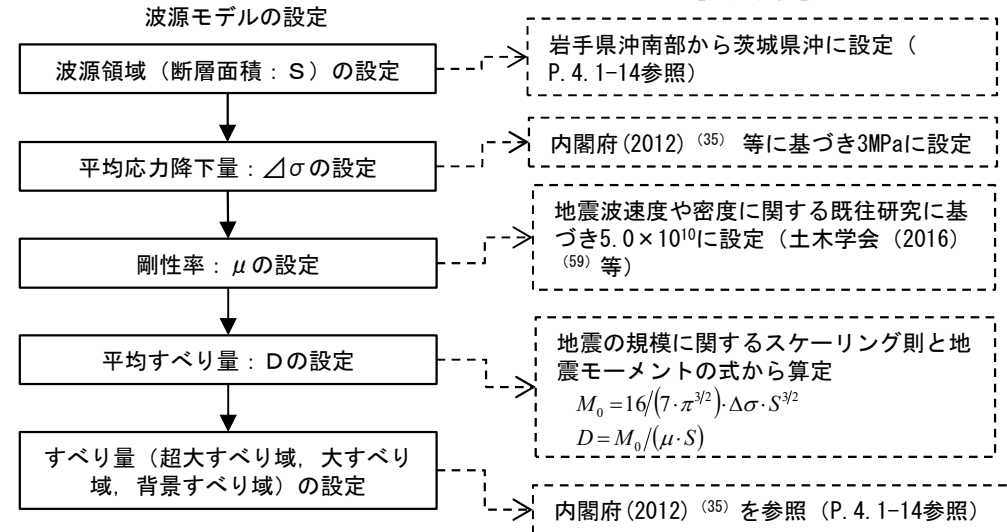 波源モデルの設定
波源領域（断層面積：Ｓ）の設定
岩手県沖南部から茨城県沖に設定（
P.4.1-14参照）
平均応力降下量：⊿σの設定
内閣府(2012) (35) 等に基づき3MPaに設定
剛性率：μの設定
地震波速度や密度に関する既往研究に基
づき5.0×10¹⁰に設定（土木学会（2016）
(59) 等）
平均すべり量：Ｄの設定
地震の規模に関するスケーリング則と地
震モーメントの式から算定
M₀=16/(7·π^{3/2})·Δσ·S^{3/2}
D=M₀/(μ·S)
すべり量（超大すべり域，大すべり
域，背景すべり域）の設定
内閣府(2012) (35) を参照（P.4.1-14参照）